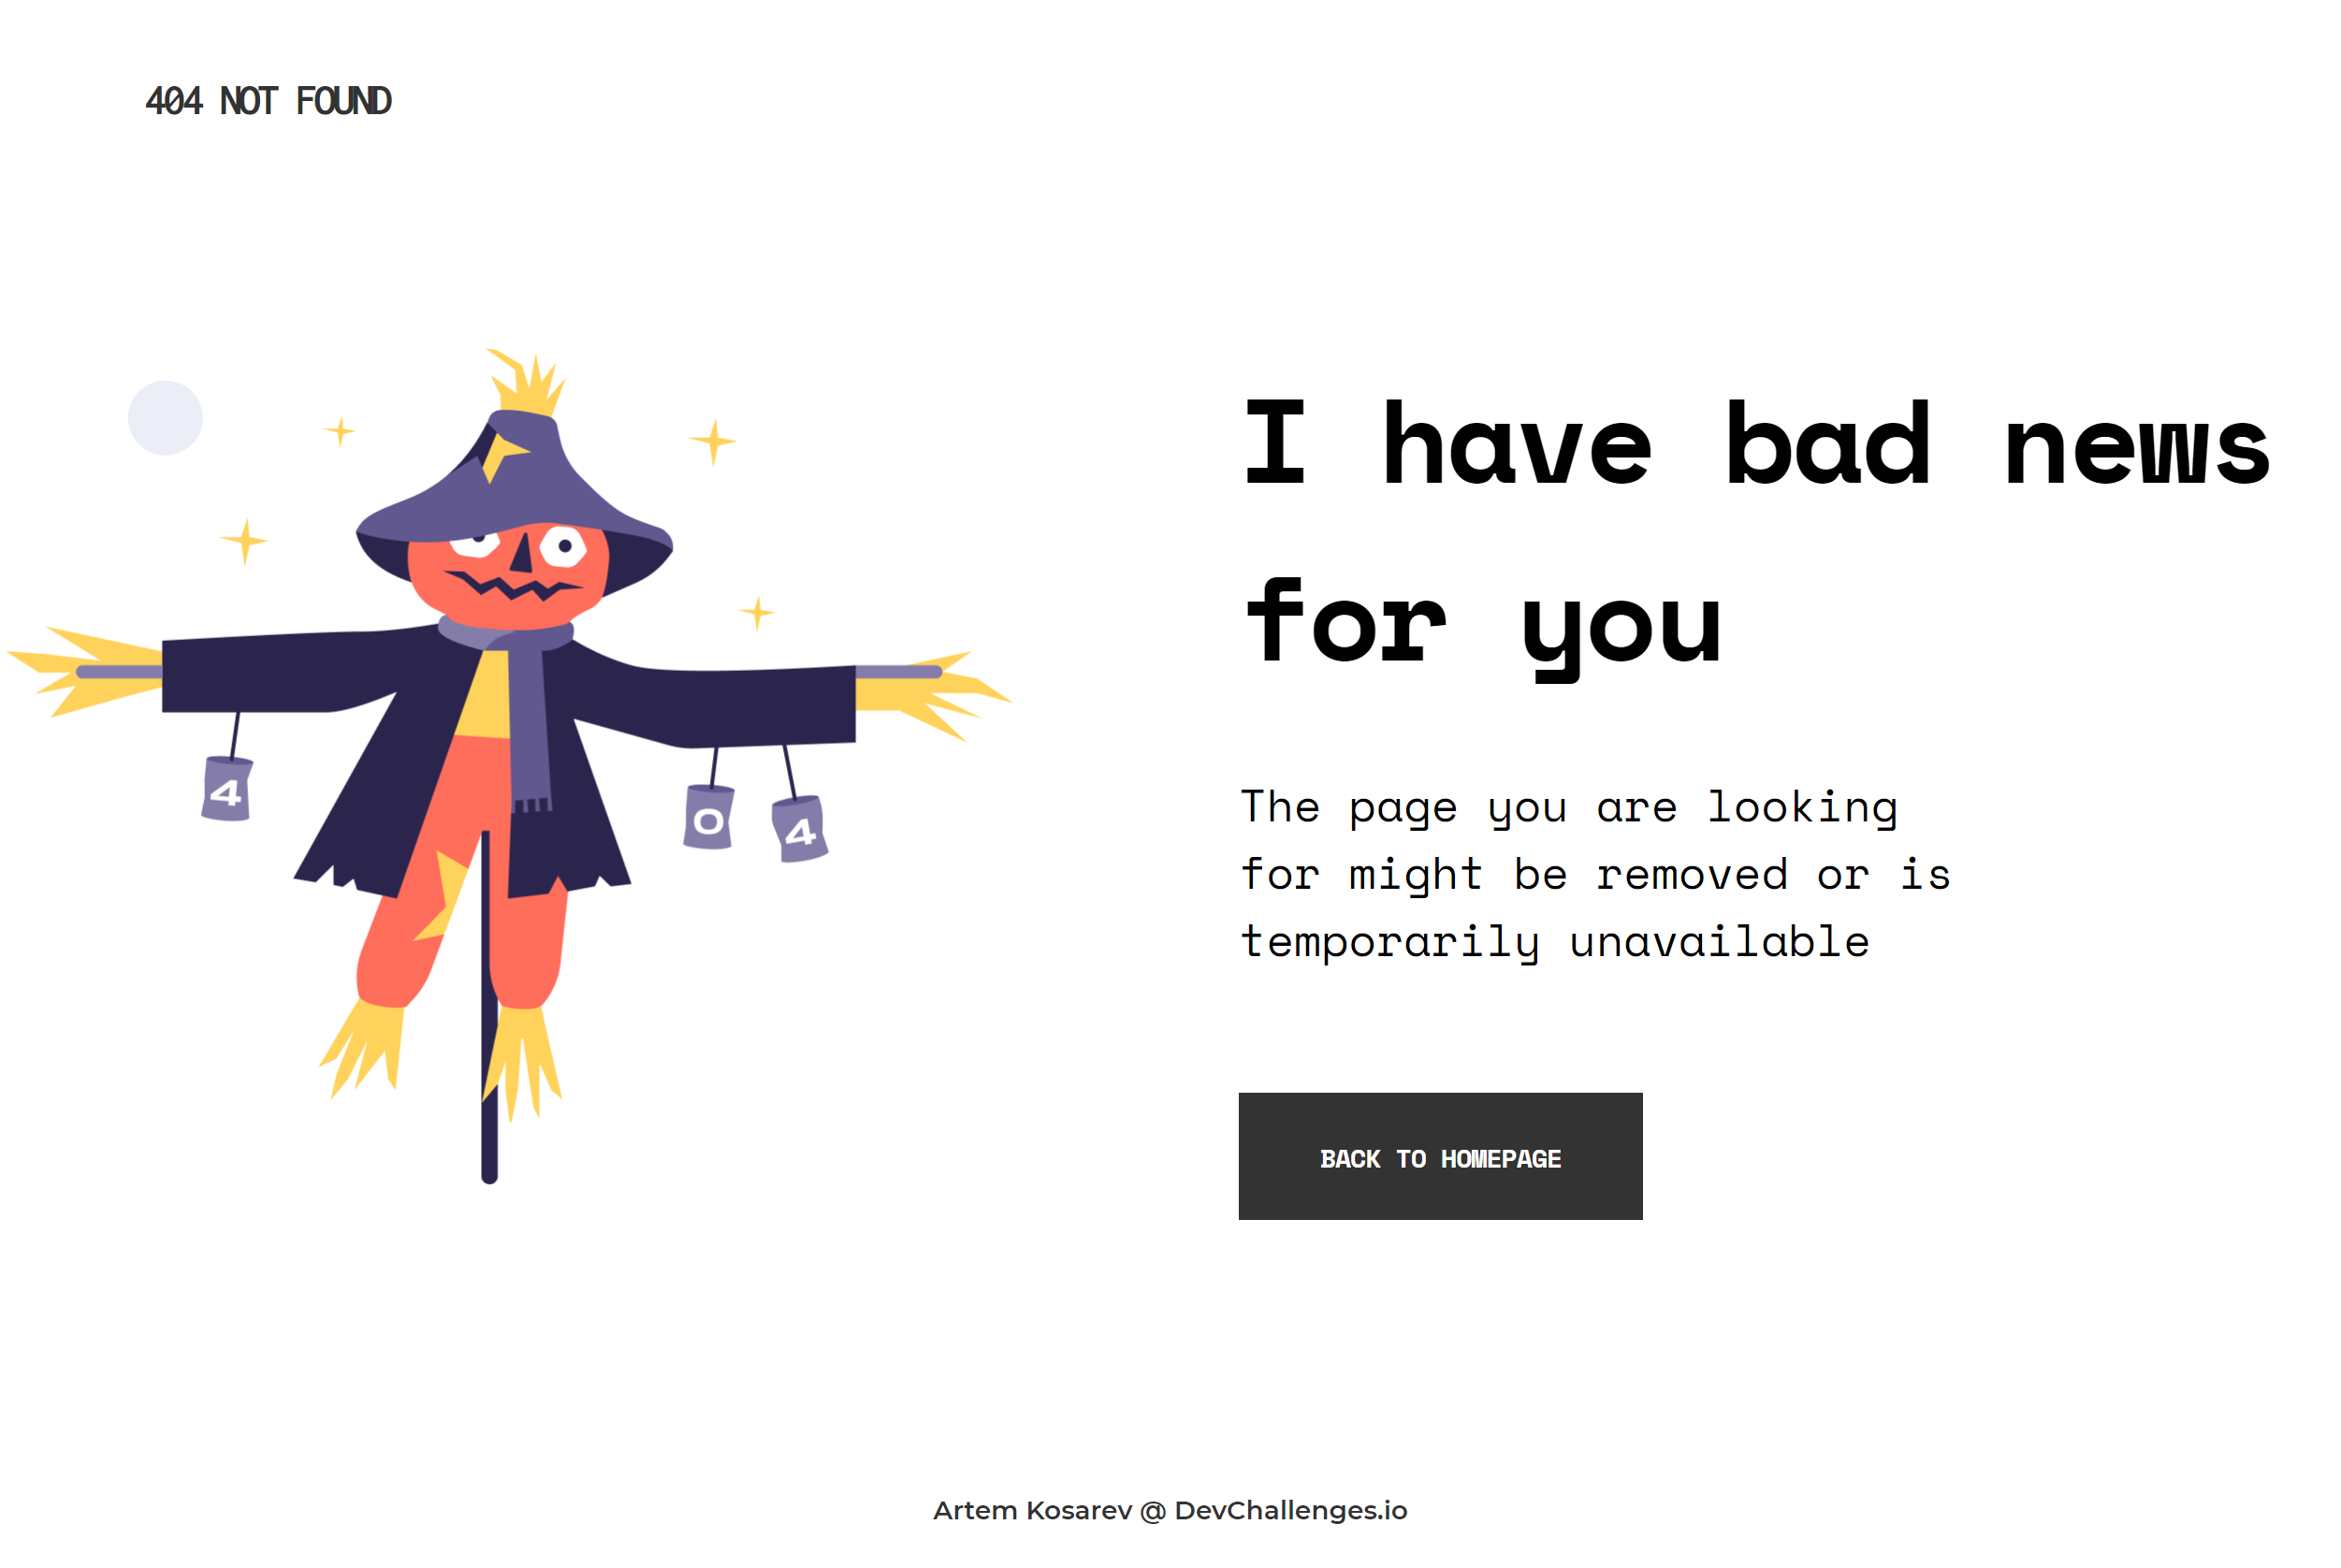 404 NOT FOUND
I have bad news
for you
4
0
4
The page you are looking
for might be removed or is
temporarily unavailable
BACK TO HOMEPAGE
Artem Kosarev @ DevChallenges.io